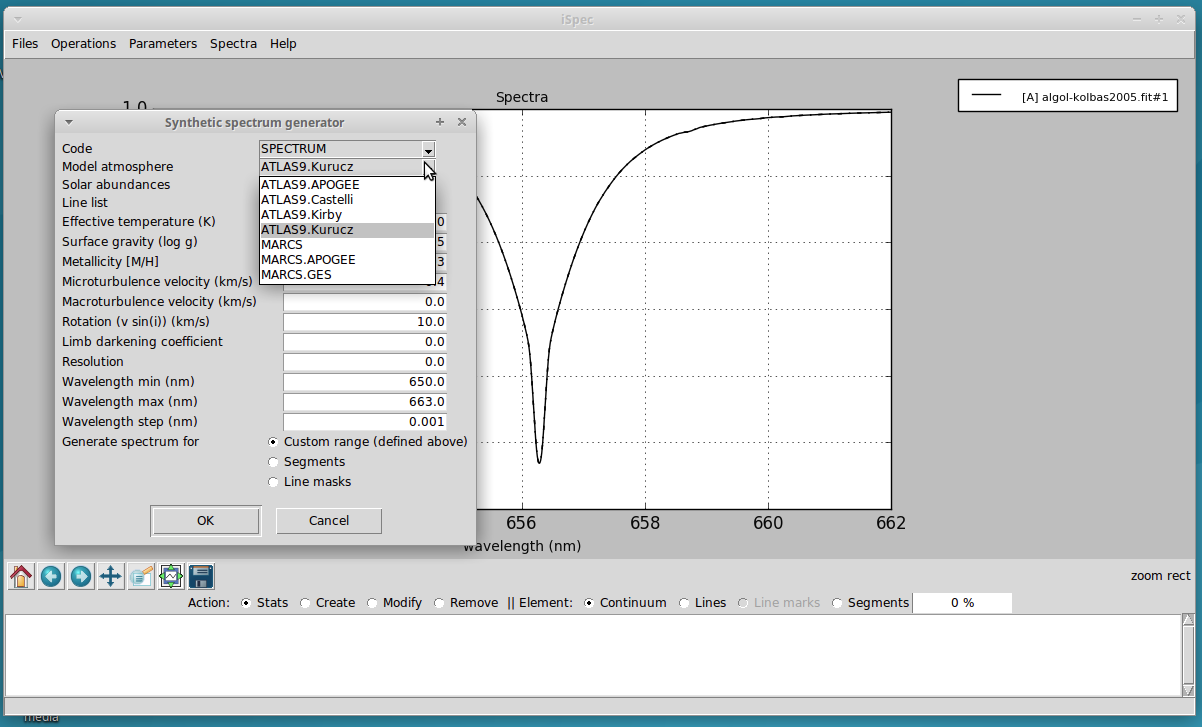 iSpec
Files Operations Parameters Spectra Help
Spectra
[A] algol-kolbas2005.fit#1
1.0
Synthetic spectrum generator
Code SPECTRUM
Model atmosphere ATLAS9.Kurucz
Solar abundances ATLAS9.APOGEE
ATLAS9.Castelli
Line list
ATLAS9.Kirby
Effective temperature (K) 0
ATLAS9.Kurucz
Surface gravity (log g) MARCS 5
Metallicity [M/H] MARCS.APOGEE 3
MARCS.GES
Microturbulence velocity (km/s) 4
Macroturbulence velocity (km/s) 0.0
Rotation (v sin(i)) (km/s) 10.0
Limb darkening coefficient 0.0
Resolution 0.0
Wavelength min (nm) 650.0
Wavelength max (nm) 663.0
Wavelength step (nm) 0.001
Generate spectrum for Custom range (defined above)
Segments
Line masks
OK Cancel
656 658 660 662
wavelength (nm)
zoom rect
Action: Stats Create Modify Remove || Element: Continuum Lines Line marks Segments 0 %
media